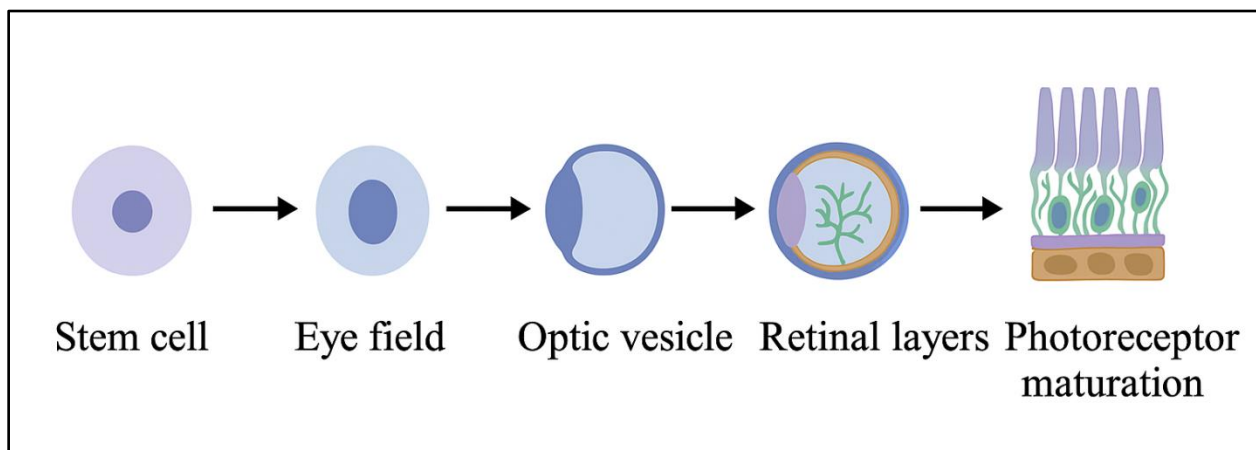 Stem cell
Eye field
Optic vesicle
Retinal layers
Photoreceptor
maturation